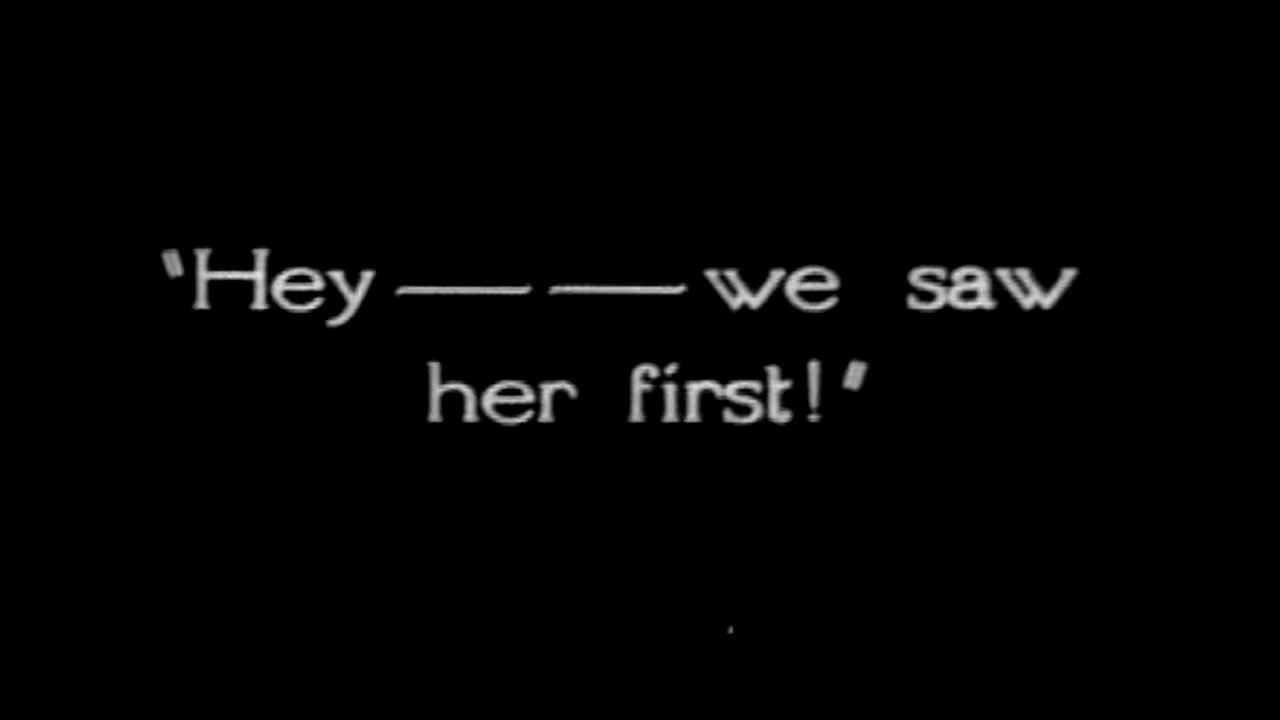 "Hey — — we saw
her first!"